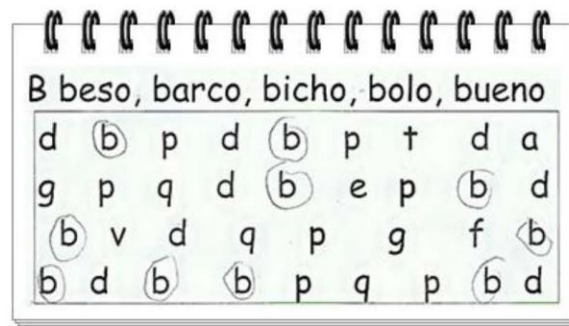 B beso, barco, bicho, bolo, bueno
d b p d b p t d a
g p q d b e p b d
b v d q p g f b
b d b b p q p b d